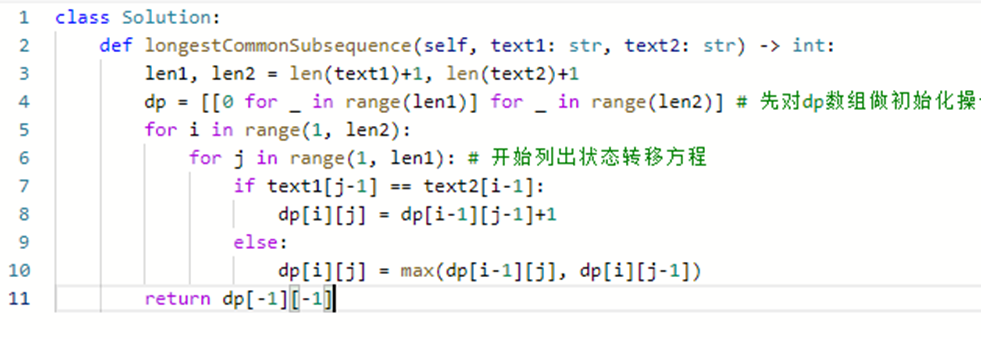 1 class Solution:
2 def longestCommonSubsequence(self, text1: str, text2: str) -> int:
3 len1, len2 = len(text1)+1, len(text2)+1
4 dp = [[0 for _ in range(len1)] for _ in range(len2)] # 先对dp数组做初始化操
5 for i in range(1, len2):
6 for j in range(1, len1): # 开始列出状态转移方程
7 if text1[j-1] == text2[i-1]:
8 dp[i][j] = dp[i-1][j-1]+1
9 else:
10 dp[i][j] = max(dp[i-1][j], dp[i][j-1])
11 return dp[-1][-1]